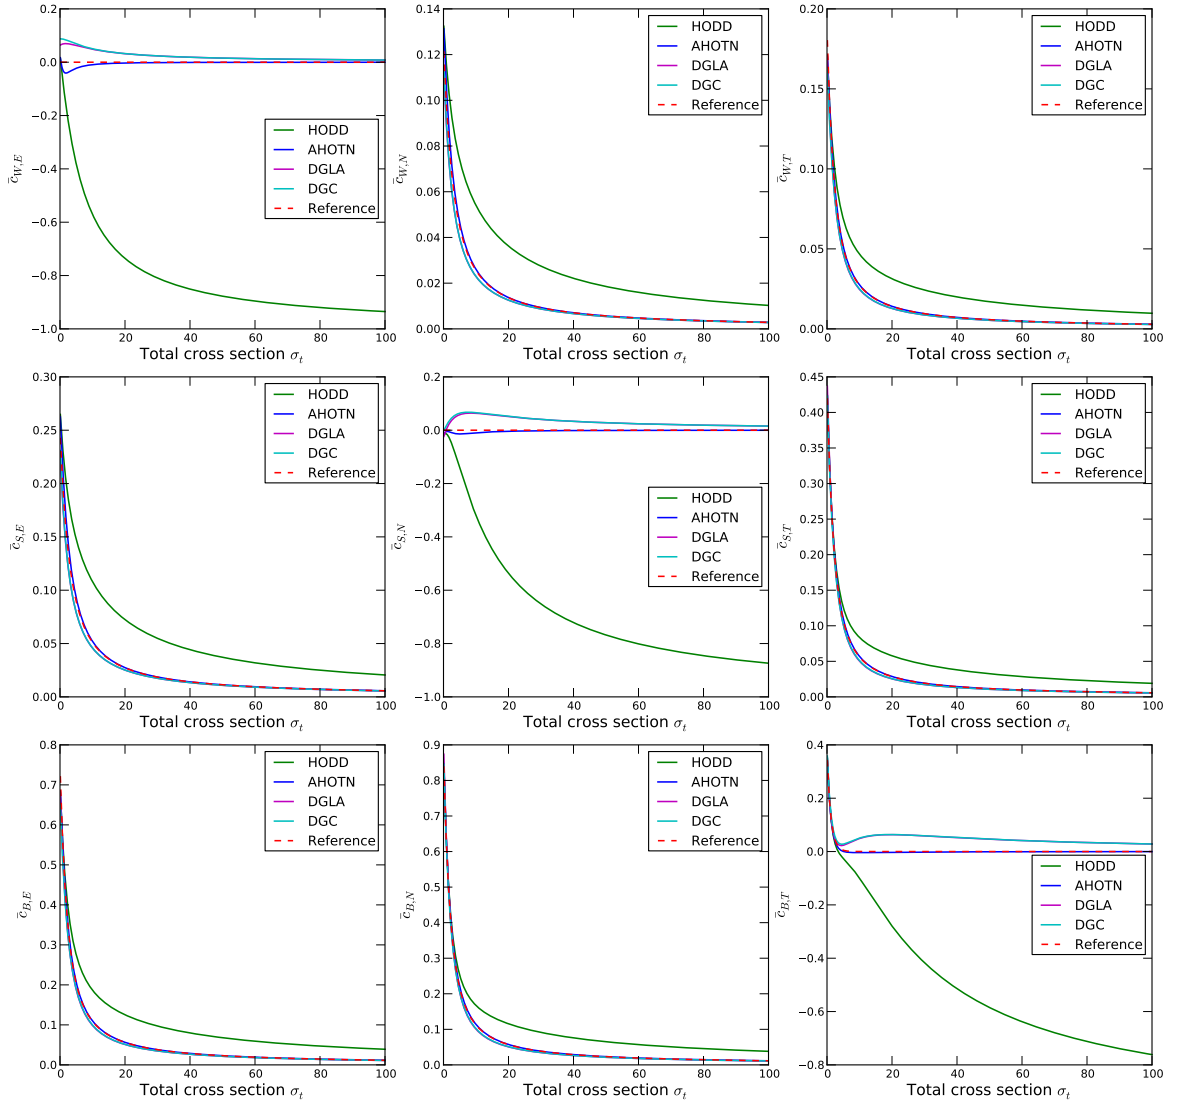 0.2
0.0
−0.2
−0.4
−0.6
−0.8
−1.0
c̄_{W,E}
HODD
AHOTN
DGLA
DGC
Reference
0 20 40 60 80 100
Total cross section σ_t
0.14
0.12
0.10
0.08
0.06
0.04
0.02
0.00
c̄_{W,N}
HODD
AHOTN
DGLA
DGC
Reference
0 20 40 60 80 100
Total cross section σ_t
0.20
0.15
0.10
0.05
0.00
c̄_{W,T}
HODD
AHOTN
DGLA
DGC
Reference
0 20 40 60 80 100
Total cross section σ_t
0.30
0.25
0.20
0.15
0.10
0.05
0.00
c̄_{S,E}
HODD
AHOTN
DGLA
DGC
Reference
0 20 40 60 80 100
Total cross section σ_t
0.2
0.0
−0.2
−0.4
−0.6
−0.8
−1.0
c̄_{S,N}
HODD
AHOTN
DGLA
DGC
Reference
0 20 40 60 80 100
Total cross section σ_t
0.45
0.40
0.35
0.30
0.25
0.20
0.15
0.10
0.05
0.00
c̄_{S,T}
HODD
AHOTN
DGLA
DGC
Reference
0 20 40 60 80 100
Total cross section σ_t
0.8
0.7
0.6
0.5
0.4
0.3
0.2
0.1
0.0
c̄_{B,E}
HODD
AHOTN
DGLA
DGC
Reference
0 20 40 60 80 100
Total cross section σ_t
0.9
0.8
0.7
0.6
0.5
0.4
0.3
0.2
0.1
0.0
c̄_{B,N}
HODD
AHOTN
DGLA
DGC
Reference
0 20 40 60 80 100
Total cross section σ_t
0.4
0.2
0.0
−0.2
−0.4
−0.6
−0.8
c̄_{B,T}
HODD
AHOTN
DGLA
DGC
Reference
0 20 40 60 80 100
Total cross section σ_t